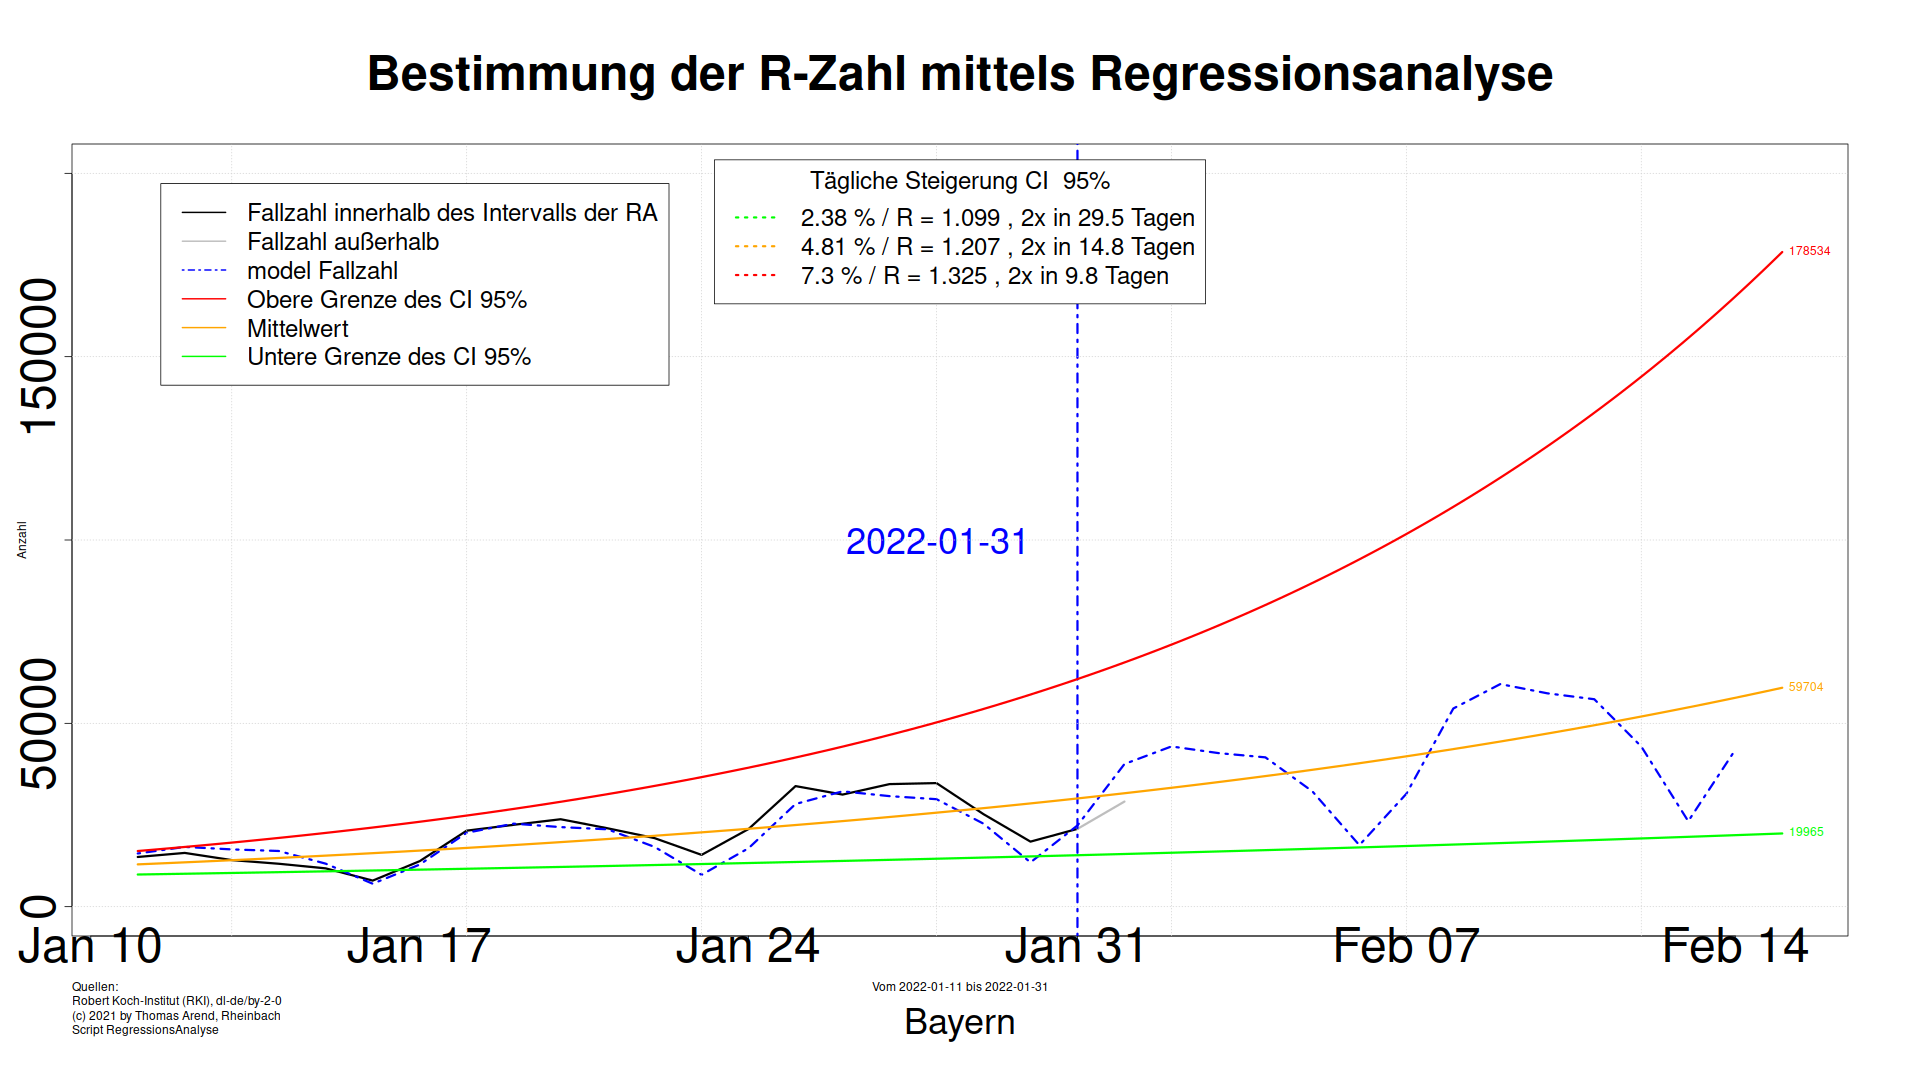 Bestimmung der R-Zahl mittels Regressionsanalyse
Fallzahl innerhalb des Intervalls der RA
Fallzahl außerhalb
model Fallzahl
Obere Grenze des CI 95%
Mittelwert
Untere Grenze des CI 95%
Tägliche Steigerung CI  95%
2.38 % / R = 1.099 , 2x in 29.5 Tagen
4.81 % / R = 1.207 , 2x in 14.8 Tagen
7.3 % / R = 1.325 , 2x in 9.8 Tagen
178534
59704
19965
2022-01-31
Anzahl
150000
50000
0
Jan 10
Jan 17
Jan 24
Jan 31
Feb 07
Feb 14
Quellen:
Robert Koch-Institut (RKI), dl-de/by-2-0
(c) 2021 by Thomas Arend, Rheinbach
Script RegressionsAnalyse
Vom 2022-01-11 bis 2022-01-31
Bayern